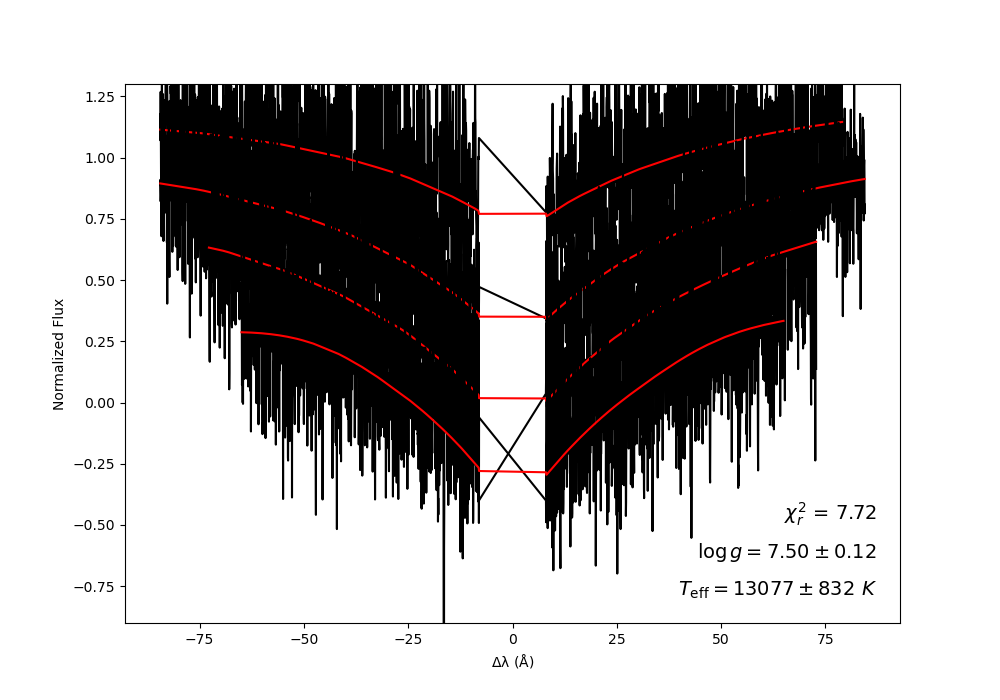 1.25
1.00
0.75
0.50
0.25
0.00
−0.25
−0.50
−0.75
Normalized Flux
χ²ᵣ = 7.72
log g = 7.50 ± 0.12
T_eff = 13077 ± 832 K
−75 −50 −25 0 25 50 75
Δλ (Å)